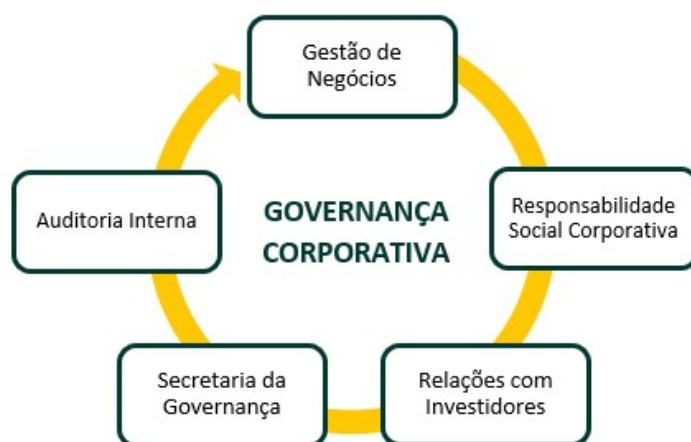 Gestão de
Negócios
Responsabilidade
Social Corporativa
Relações com
Investidores
Secretaria da
Governança
Auditoria Interna
GOVERNANÇA
CORPORATIVA